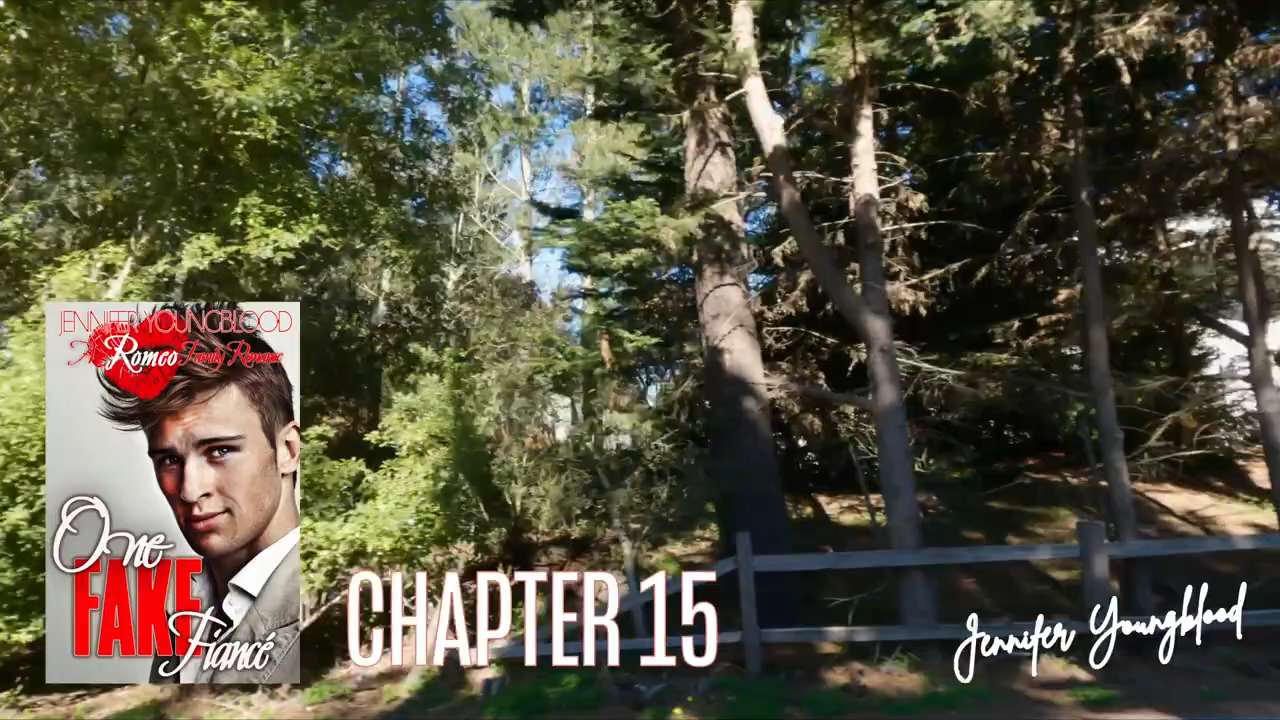 JENNIFER YOUNGBLOOD
A Romeo Family Romance
One
FAKE
Fiancé
CHAPTER 15
Jennifer Youngblood